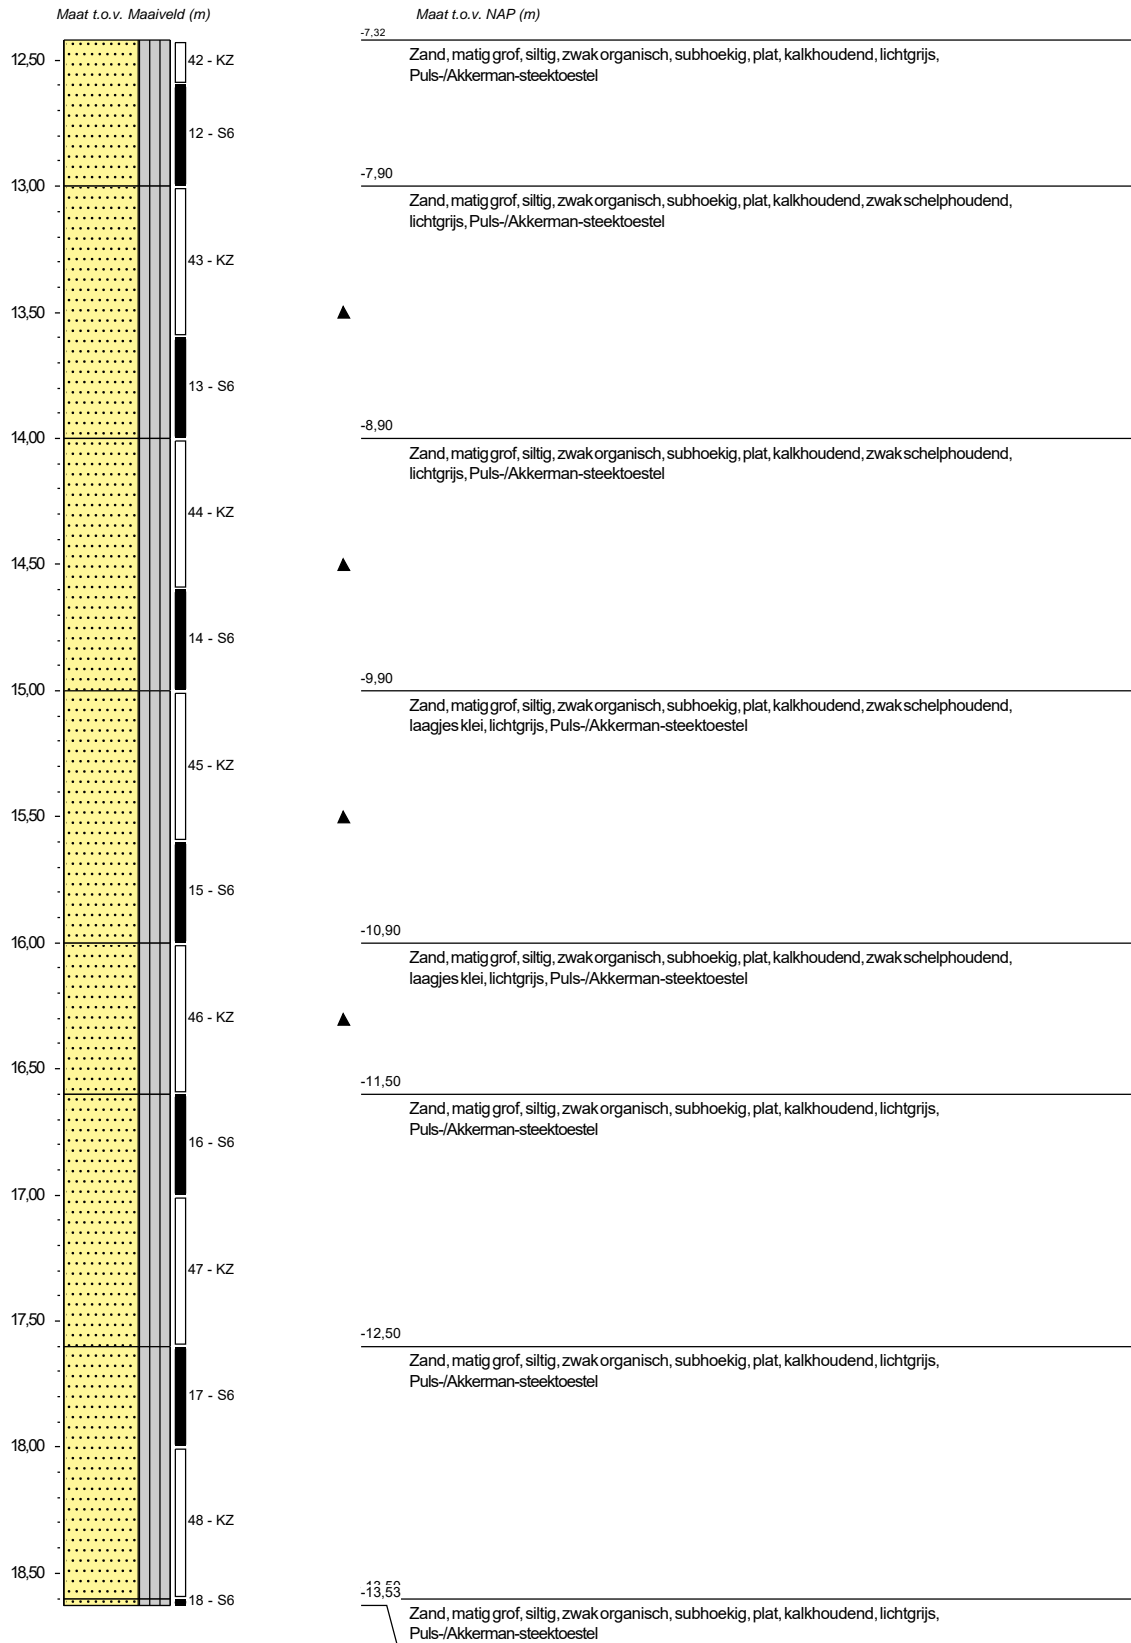 Maat t.o.v. Maaiveld (m)
Maat t.o.v. NAP (m)
-7,32
12,50
42 - KZ
Zand, matig grof, siltig, zwak organisch, subhoekig, plat, kalkhoudend, lichtgrijs,
Puls-/Akkerman-steektoestel
12 - S6
-7,90
13,00
Zand, matig grof, siltig, zwak organisch, subhoekig, plat, kalkhoudend, zwak schelphoudend,
lichtgrijs, Puls-/Akkerman-steektoestel
43 - KZ
13,50
13 - S6
-8,90
14,00
Zand, matig grof, siltig, zwak organisch, subhoekig, plat, kalkhoudend, zwak schelphoudend,
lichtgrijs, Puls-/Akkerman-steektoestel
44 - KZ
14,50
14 - S6
-9,90
15,00
Zand, matig grof, siltig, zwak organisch, subhoekig, plat, kalkhoudend, zwak schelphoudend,
laagjes klei, lichtgrijs, Puls-/Akkerman-steektoestel
45 - KZ
15,50
15 - S6
-10,90
16,00
Zand, matig grof, siltig, zwak organisch, subhoekig, plat, kalkhoudend, zwak schelphoudend,
laagjes klei, lichtgrijs, Puls-/Akkerman-steektoestel
46 - KZ
16,50
-11,50
Zand, matig grof, siltig, zwak organisch, subhoekig, plat, kalkhoudend, lichtgrijs,
Puls-/Akkerman-steektoestel
16 - S6
17,00
47 - KZ
17,50
-12,50
Zand, matig grof, siltig, zwak organisch, subhoekig, plat, kalkhoudend, lichtgrijs,
Puls-/Akkerman-steektoestel
17 - S6
18,00
48 - KZ
18,50
-13,53
18 - S6
Zand, matig grof, siltig, zwak organisch, subhoekig, plat, kalkhoudend, lichtgrijs,
Puls-/Akkerman-steektoestel